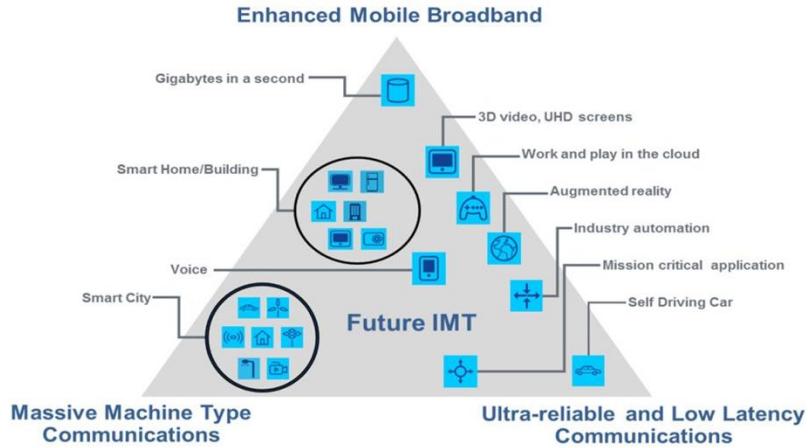 Enhanced Mobile Broadband
Gigabytes in a second
3D video, UHD screens
Work and play in the cloud
Smart Home/Building
Augmented reality
Industry automation
Voice
Mission critical application
Smart City
Self Driving Car
Future IMT
Massive Machine Type
Communications
Ultra-reliable and Low Latency
Communications